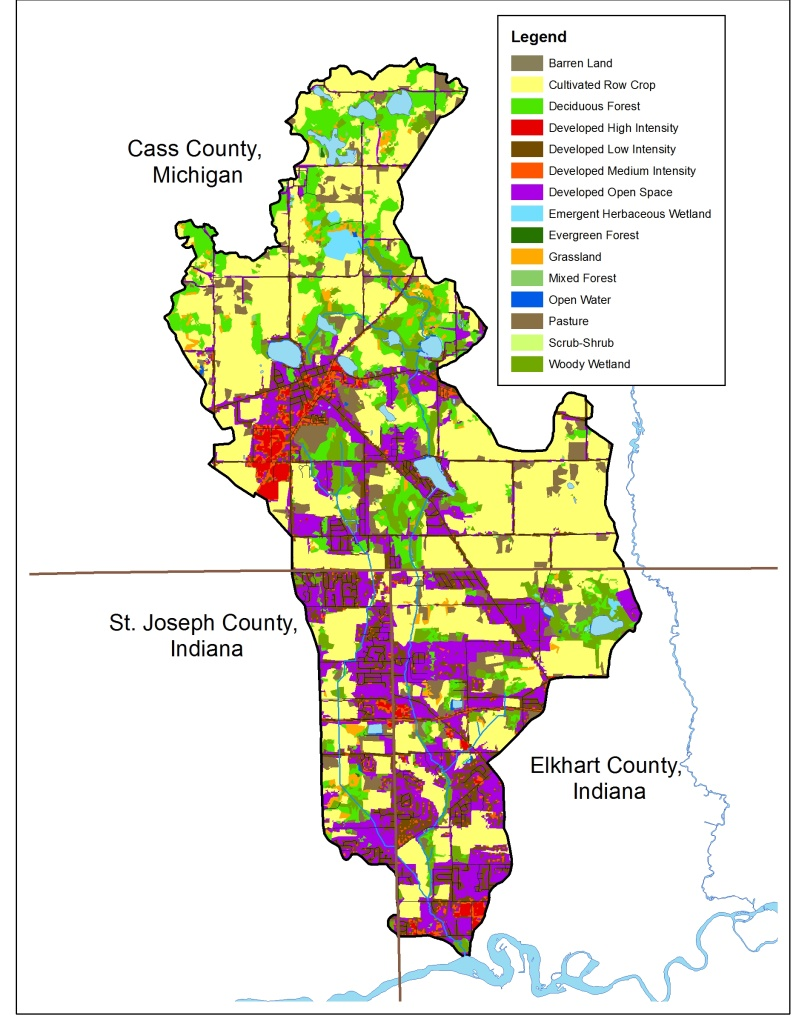 Legend
Barren Land
Cultivated Row Crop
Deciduous Forest
Developed High Intensity
Developed Low Intensity
Developed Medium Intensity
Developed Open Space
Emergent Herbaceous Wetland
Evergreen Forest
Grassland
Mixed Forest
Open Water
Pasture
Scrub-Shrub
Woody Wetland
Cass County,
Michigan
St. Joseph County,
Indiana
Elkhart County,
Indiana